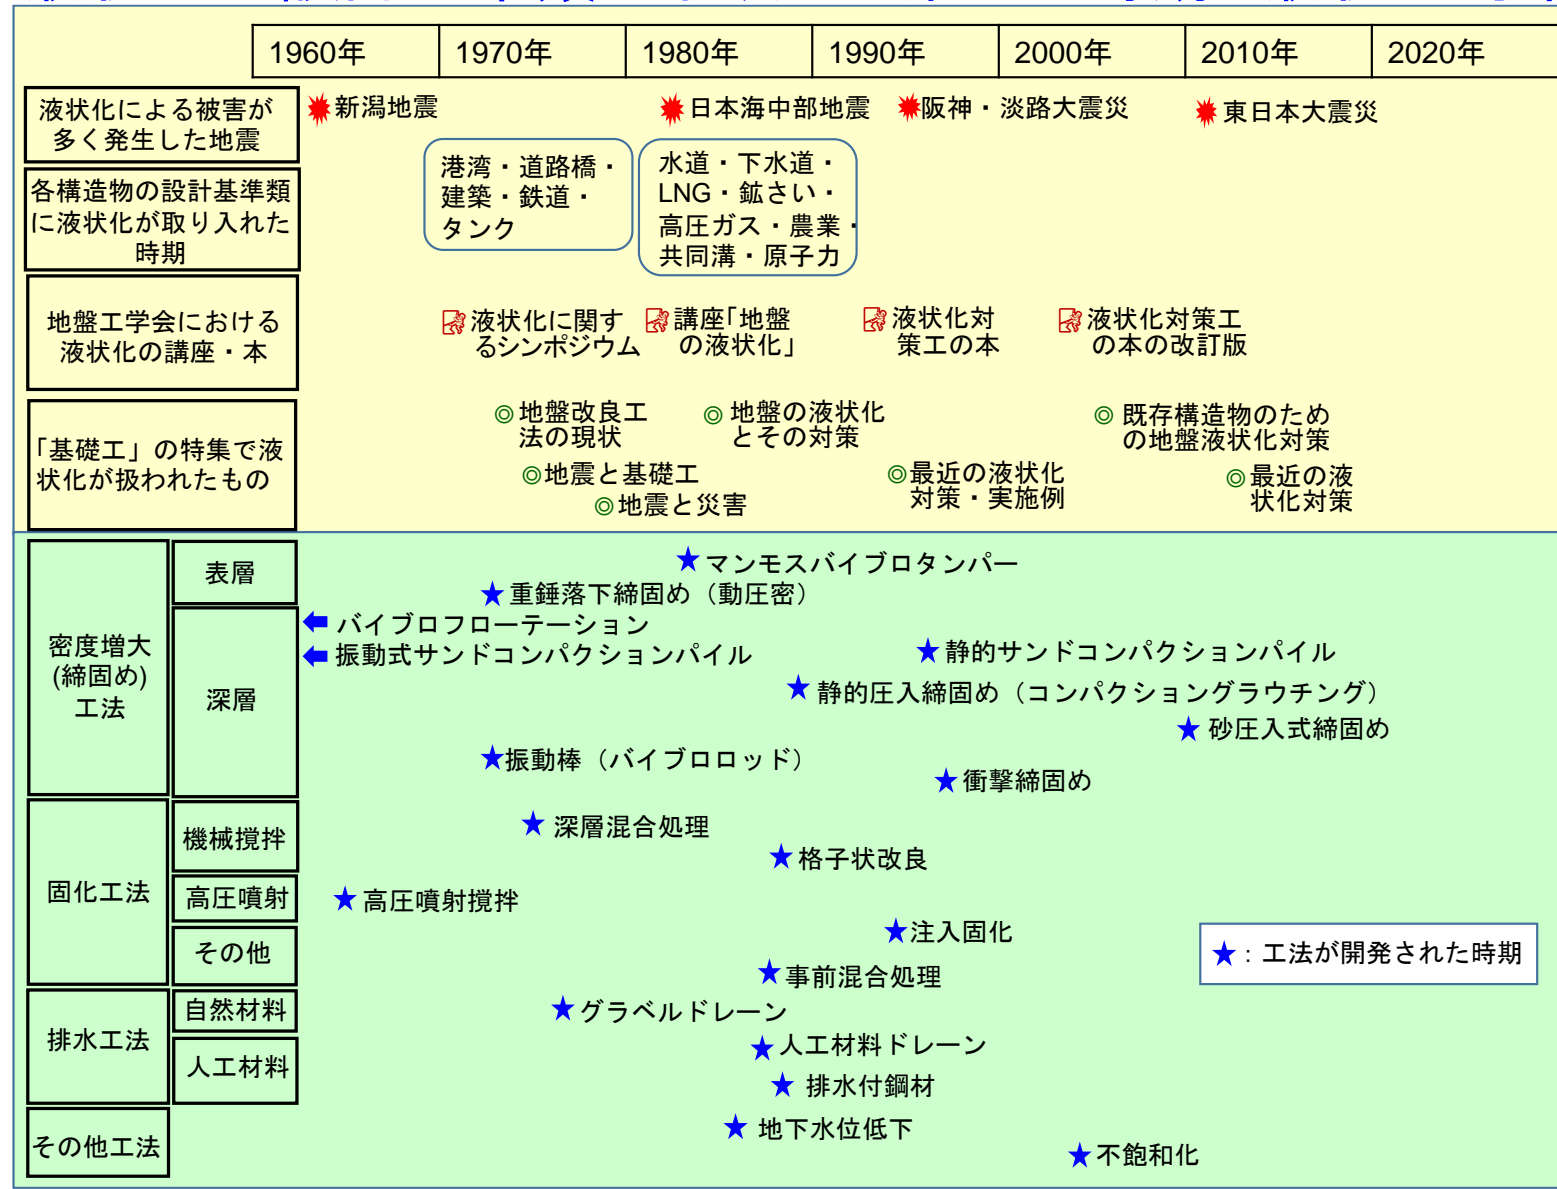 1960年 1970年 1980年 1990年 2000年 2010年 2020年
液状化による被害が
多く発生した地震
新潟地震
日本海中部地震
阪神・淡路大震災
東日本大震災
各構造物の設計基準類
に液状化が取り入れた
時期
港湾・道路橋・
建築・鉄道・
タンク
水道・下水道・
LNG・鉱さい・
高圧ガス・農業・
共同溝・原子力
地盤工学会における
液状化の講座・本
液状化に関す
るシンポジウム
講座「地盤
の液状化」
液状化対
策工の本
液状化対策工
の本の改訂版
「基礎工」の特集で液
状化が扱われたもの
◎地盤改良工
法の現状
◎地盤の液状化
とその対策
◎既存構造物のため
の地盤液状化対策
◎地震と基礎工
◎最近の液状化
対策・実施例
◎最近の液
状化対策
◎地震と災害
密度増大
(締固め)
工法
表層
★マンモスバイブロタンパー
★重錘落下締固め（動圧密）
深層
バイブロフローテーション
振動式サンドコンパクションパイル
★静的サンドコンパクションパイル
★静的圧入締固め（コンパクショングラウチング）
★砂圧入式締固め
★振動棒（バイブロロッド）
★衝撃締固め
固化工法
機械撹拌
★深層混合処理
★格子状改良
高圧噴射
★高圧噴射撹拌
その他
★注入固化
★事前混合処理
★：工法が開発された時期
排水工法
自然材料
★グラベルドレーン
人工材料
★人工材料ドレーン
★排水付鋼材
その他工法
★地下水位低下
★不飽和化